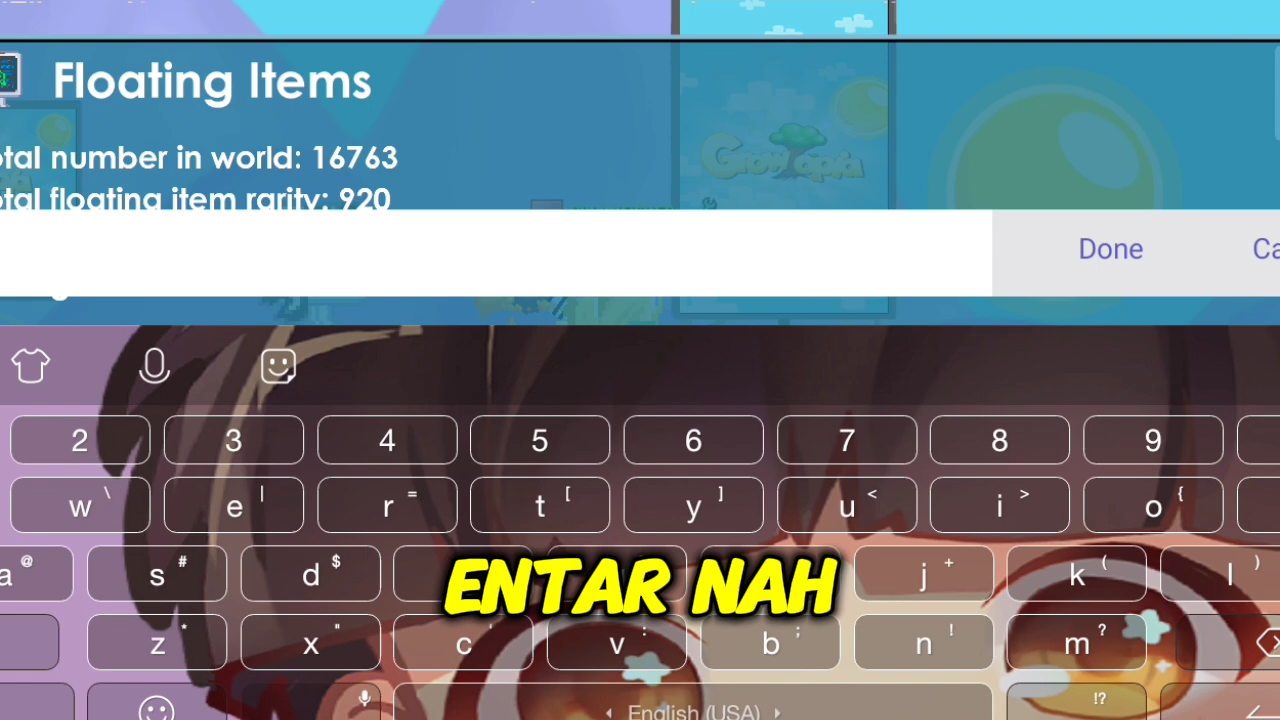 Floating Items
otal number in world: 16763
otal floating item rarity: 920
Growtopia
Done Ca
2 3 4 5 6 7 8 9
w \ e | r = t [ y ] u < i > o {
a @ s # d $ j + k ( l )
ENTAR NAH
z * x " c ' v : b ; n ! m ?
English (USA) !?